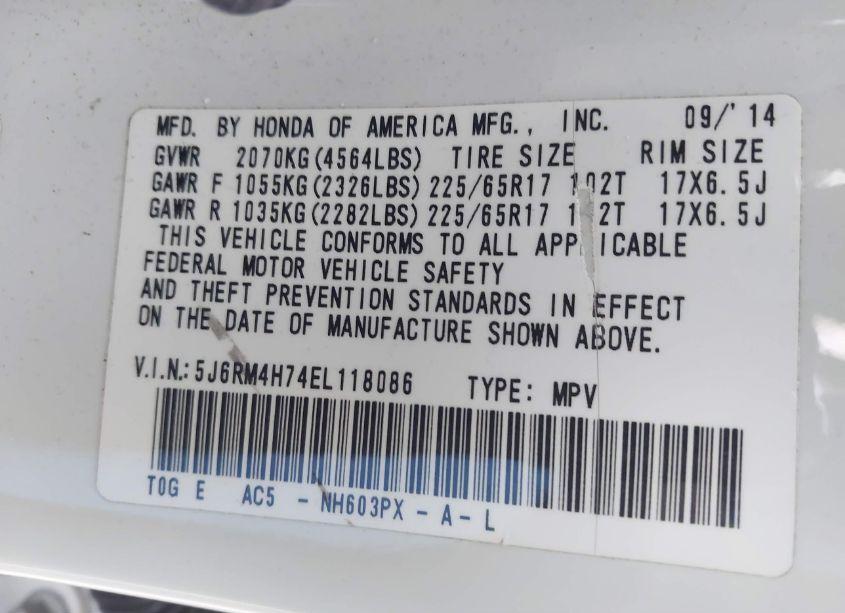 MFD. BY HONDA OF AMERICA MFG., INC. 09/'14
GVWR 2070KG(4564LBS) TIRE SIZE RIM SIZE
GAWR F 1055KG(2326LBS) 225/65R17 102T 17X6.5J
GAWR R 1035KG(2282LBS) 225/65R17 102T 17X6.5J
THIS VEHICLE CONFORMS TO ALL APPLICABLE
FEDERAL MOTOR VEHICLE SAFETY
AND THEFT PREVENTION STANDARDS IN EFFECT
ON THE DATE OF MANUFACTURE SHOWN ABOVE.
V.I.N.:5J6RM4H74EL118086 TYPE: MPV
T0G E AC5 - NH603PX - A - L